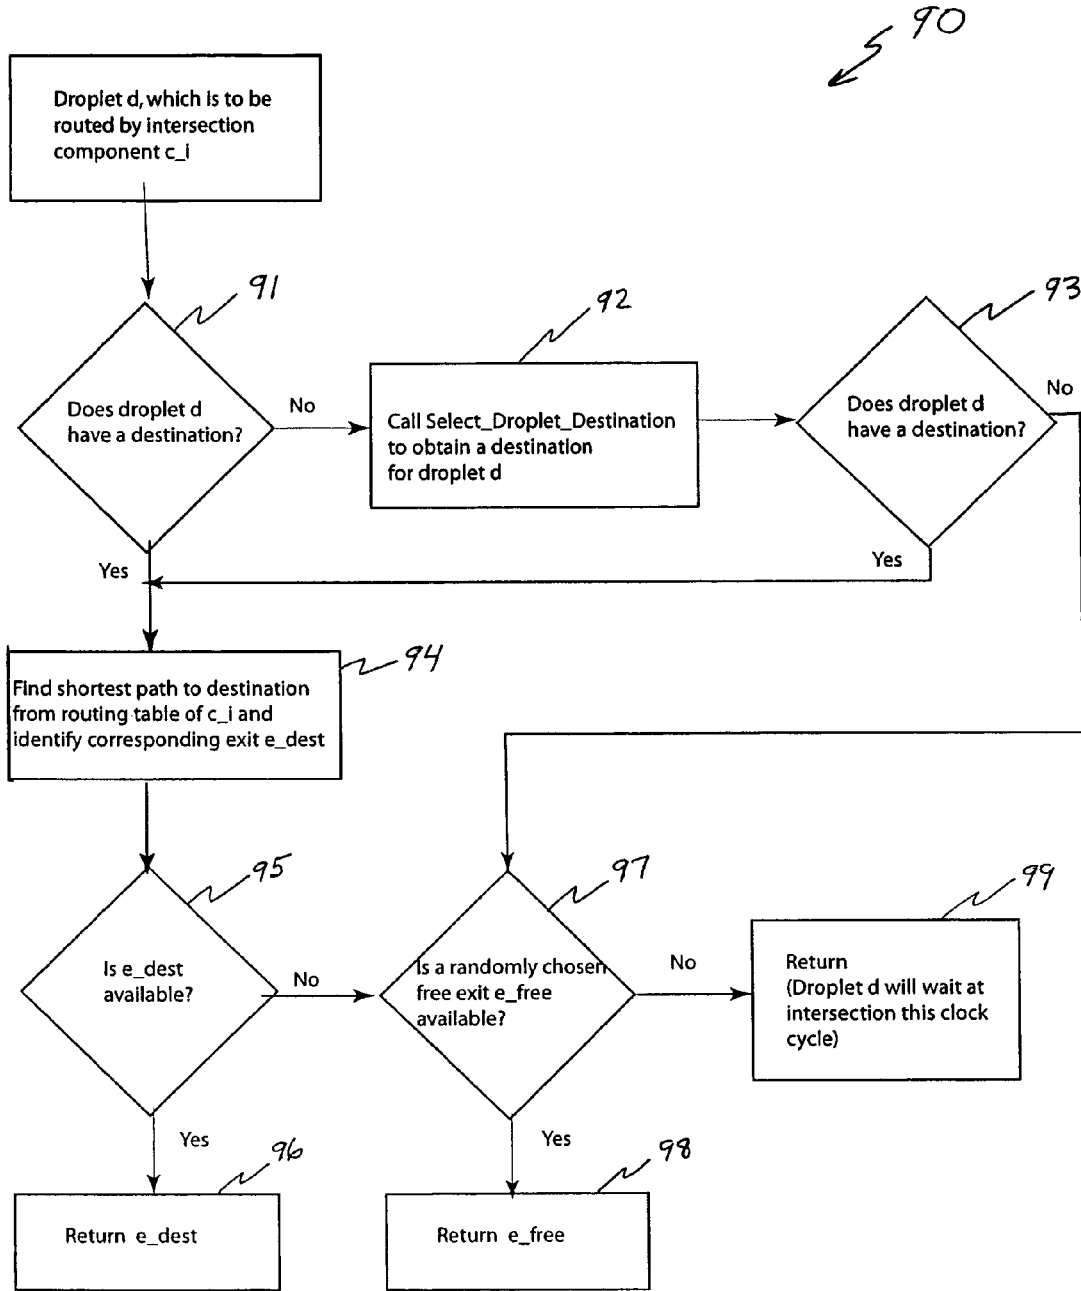 90
Droplet d, which is to be
routed by intersection
component c_i
91
Does droplet d
have a destination?
No
Yes
92
Call Select_Droplet_Destination
to obtain a destination
for droplet d
93
Does droplet d
have a destination?
No
Yes
94
Find shortest path to destination
from routing table of c_i and
identify corresponding exit e_dest
95
Is e_dest
available?
No
Yes
96
Return e_dest
97
Is a randomly chosen
free exit e_free
available?
No
Yes
98
Return e_free
99
Return
(Droplet d will wait at
intersection this clock
cycle)